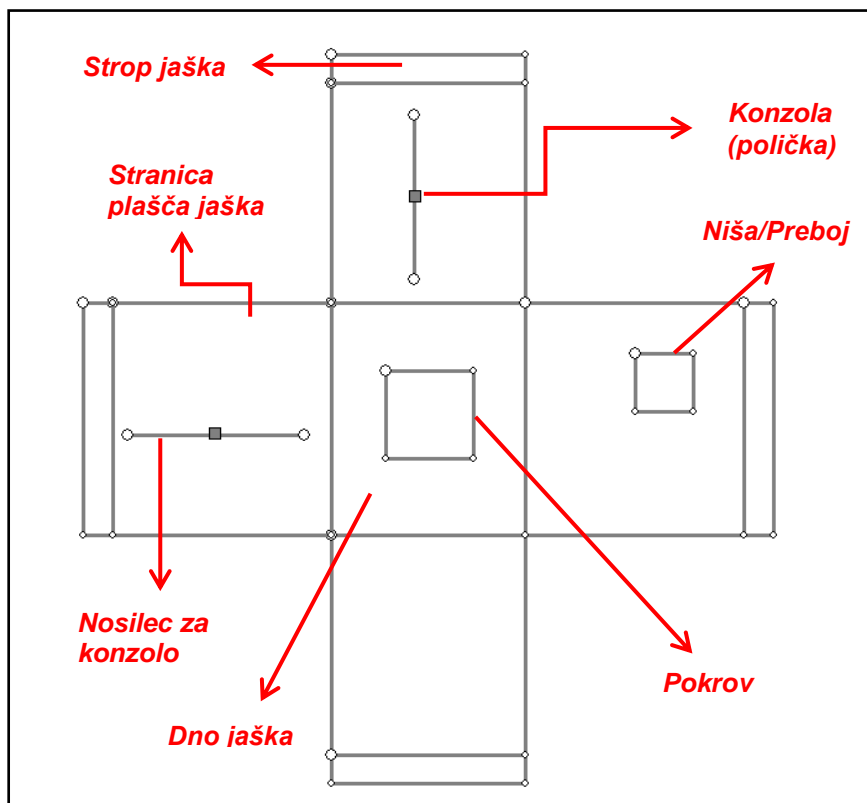 Strop jaška
Konzola
(polička)
Stranica
plašča jaška
Niša/Preboj
Nosilec za
konzolo
Pokrov
Dno jaška